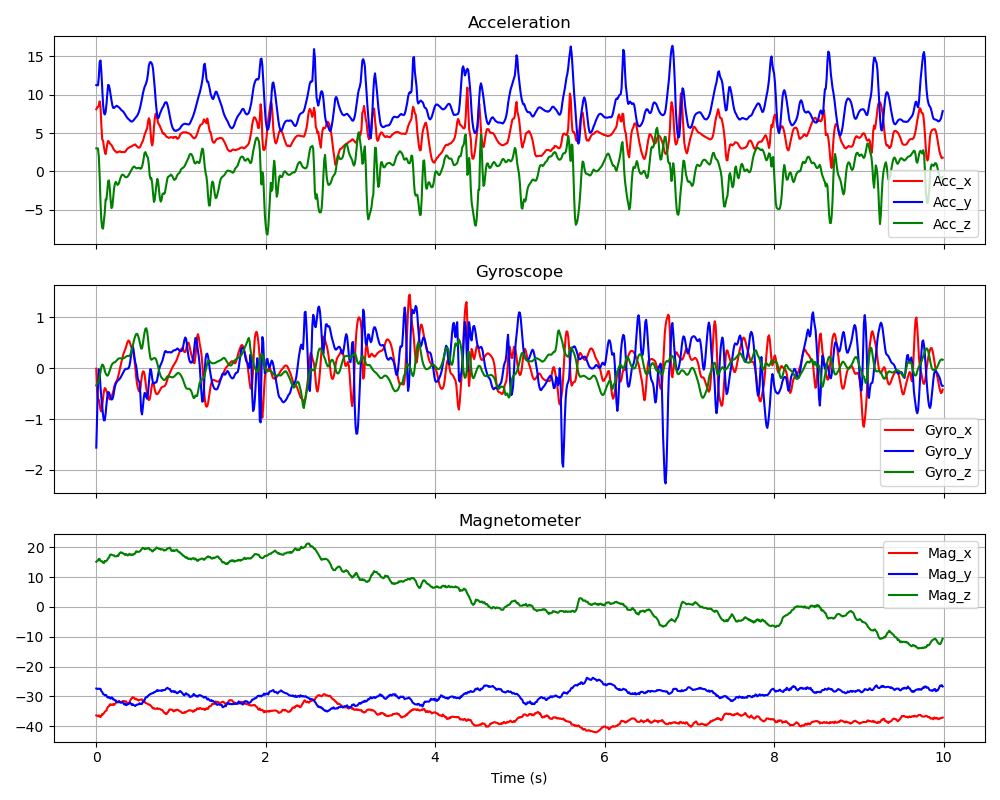 Acceleration
15
10
5
0
−5
Acc_x
Acc_y
Acc_z
Gyroscope
1
0
−1
−2
Gyro_x
Gyro_y
Gyro_z
Magnetometer
20
10
0
−10
−20
−30
−40
Mag_x
Mag_y
Mag_z
0 2 4 6 8 10
Time (s)